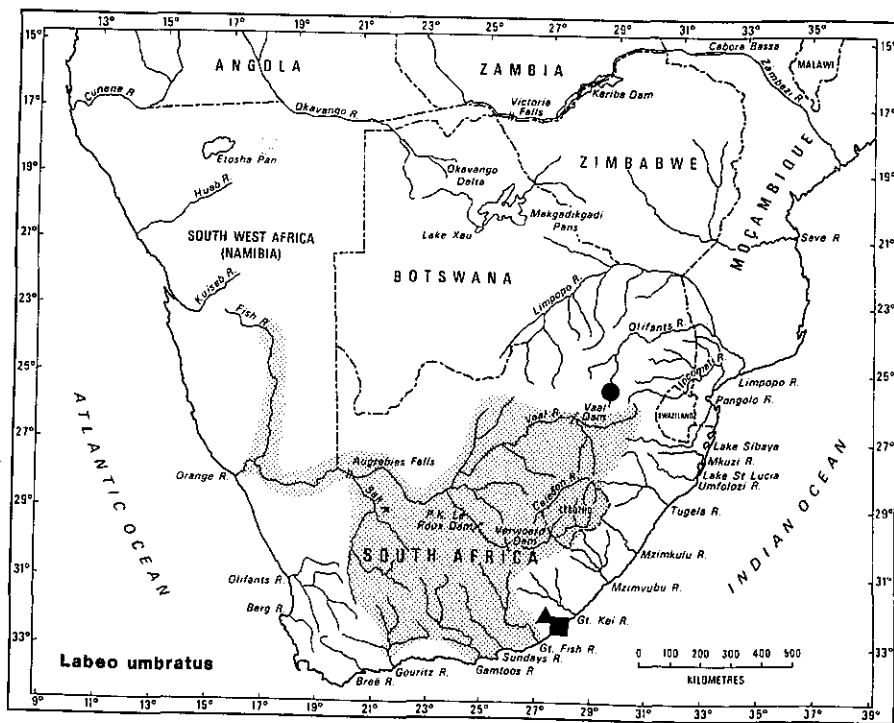 15° 17° 19° 21° 23° 25° 27° 29° 31° 33° 35° 15°
ANGOLA
ZAMBIA
Cabora Bassa
MALAWI
Zambezi R.
Cunene R
Okavango R.
Victoria
Falls
Kariba Dam
17°
17°
Etosha Pan
Okavango
Delta
ZIMBABWE
MOÇAMBIQUE
19°
19°
Huab R.
Makgadikgadi
Pans
Lake Xau
Save R
21°
21°
SOUTH WEST AFRICA
(NAMIBIA)
BOTSWANA
Kuiseb R.
Fish R.
Limpopo R.
Olifants R.
23°
23°
Incomati R.
Limpopo R.
25°
25°
Pongolo R.
SWAZILAND
Vaal R.
Vaal
Dam
ATLANTIC OCEAN
INDIAN OCEAN
27°
27°
Orange R.
Augrabies Falls
Lake Sibaya
Mkuzi R.
Lake St Lucia
Umfolozi R.
Caledon R.
LESOTHO
Sak R.
29°
29°
P.K. Le
Roux Dam
Verwoerd
Dam
Tugela R.
SOUTH AFRICA
Mzimkulu R.
31°
31°
Olifants R.
Mzimvubu R.
Berg R.
Gt. Kei R.
33°
33°
Gt. Fish R.
Sundays R.
Gamtoos R.
Gouritz R.
Breë R.
Labeo umbratus
0 100 200 300 400 500
KILOMETRES
9° 11° 13° 15° 17° 19° 21° 23° 25° 27° 29° 31° 33° 35° 37° 39°